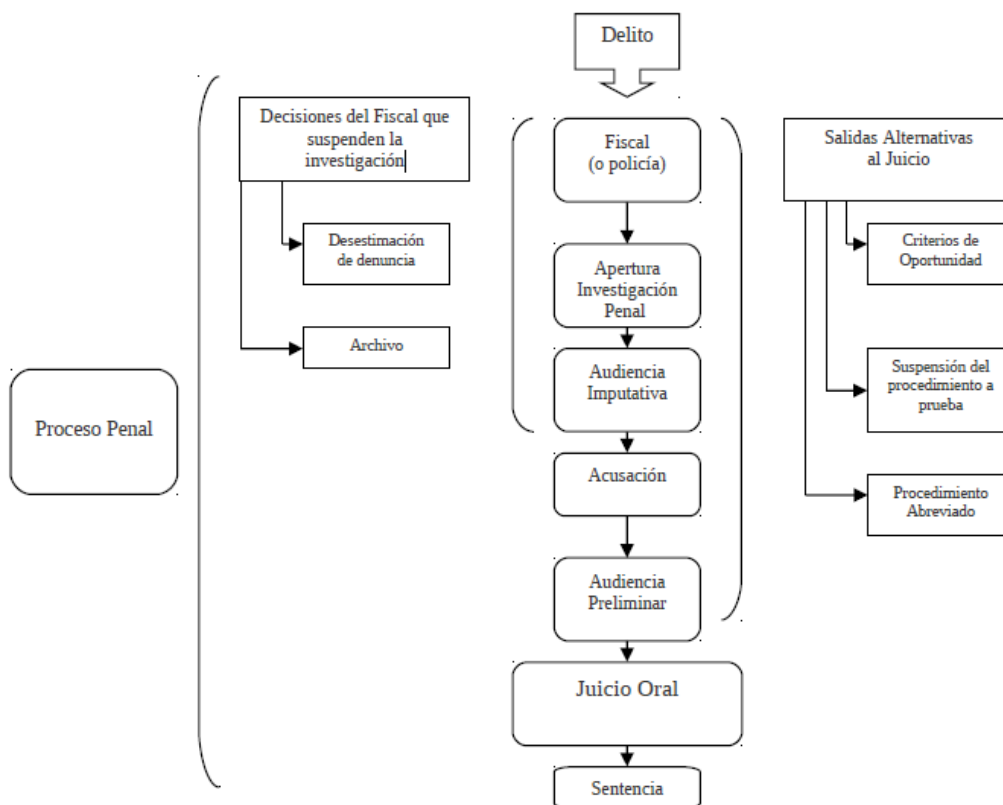 Delito
Decisiones del Fiscal que
suspenden la
investigación
Desestimación
de denuncia
Archivo
Proceso Penal
Fiscal
(o policía)
Apertura
Investigación
Penal
Audiencia
Imputativa
Acusación
Audiencia
Preliminar
Juicio Oral
Sentencia
Salidas Alternativas
al Juicio
Criterios de
Oportunidad
Suspensión del
procedimiento a
prueba
Procedimiento
Abreviado